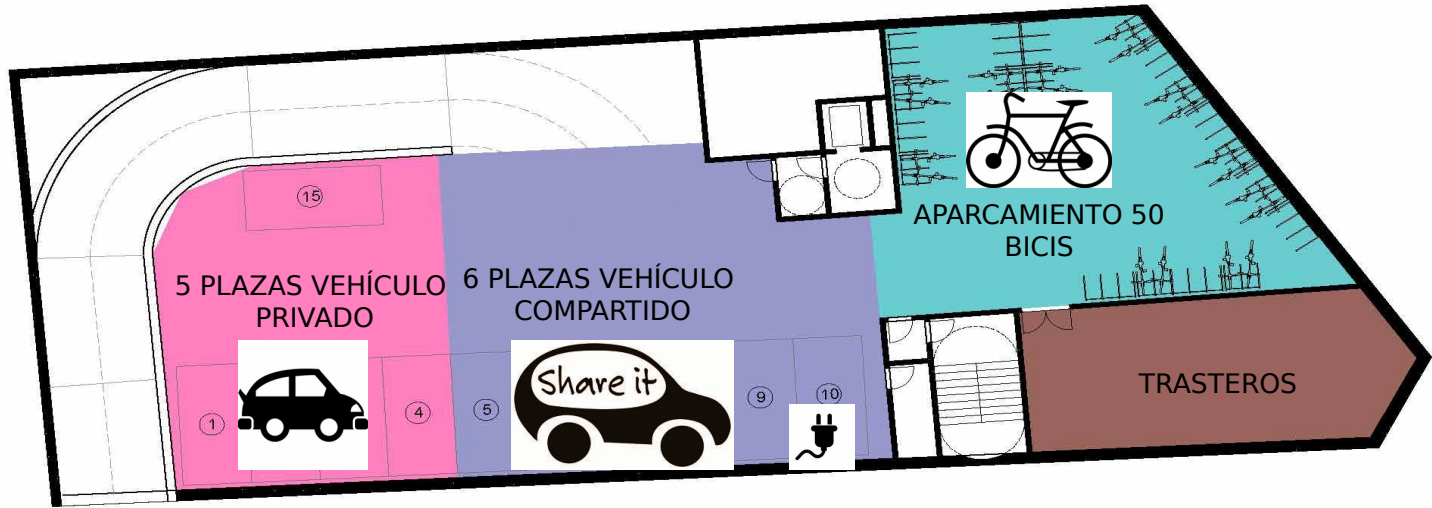 15
5 PLAZAS VEHÍCULO
PRIVADO
6 PLAZAS VEHÍCULO
COMPARTIDO
APARCAMIENTO 50
BICIS
Share it
1
4
5
9
10
TRASTEROS